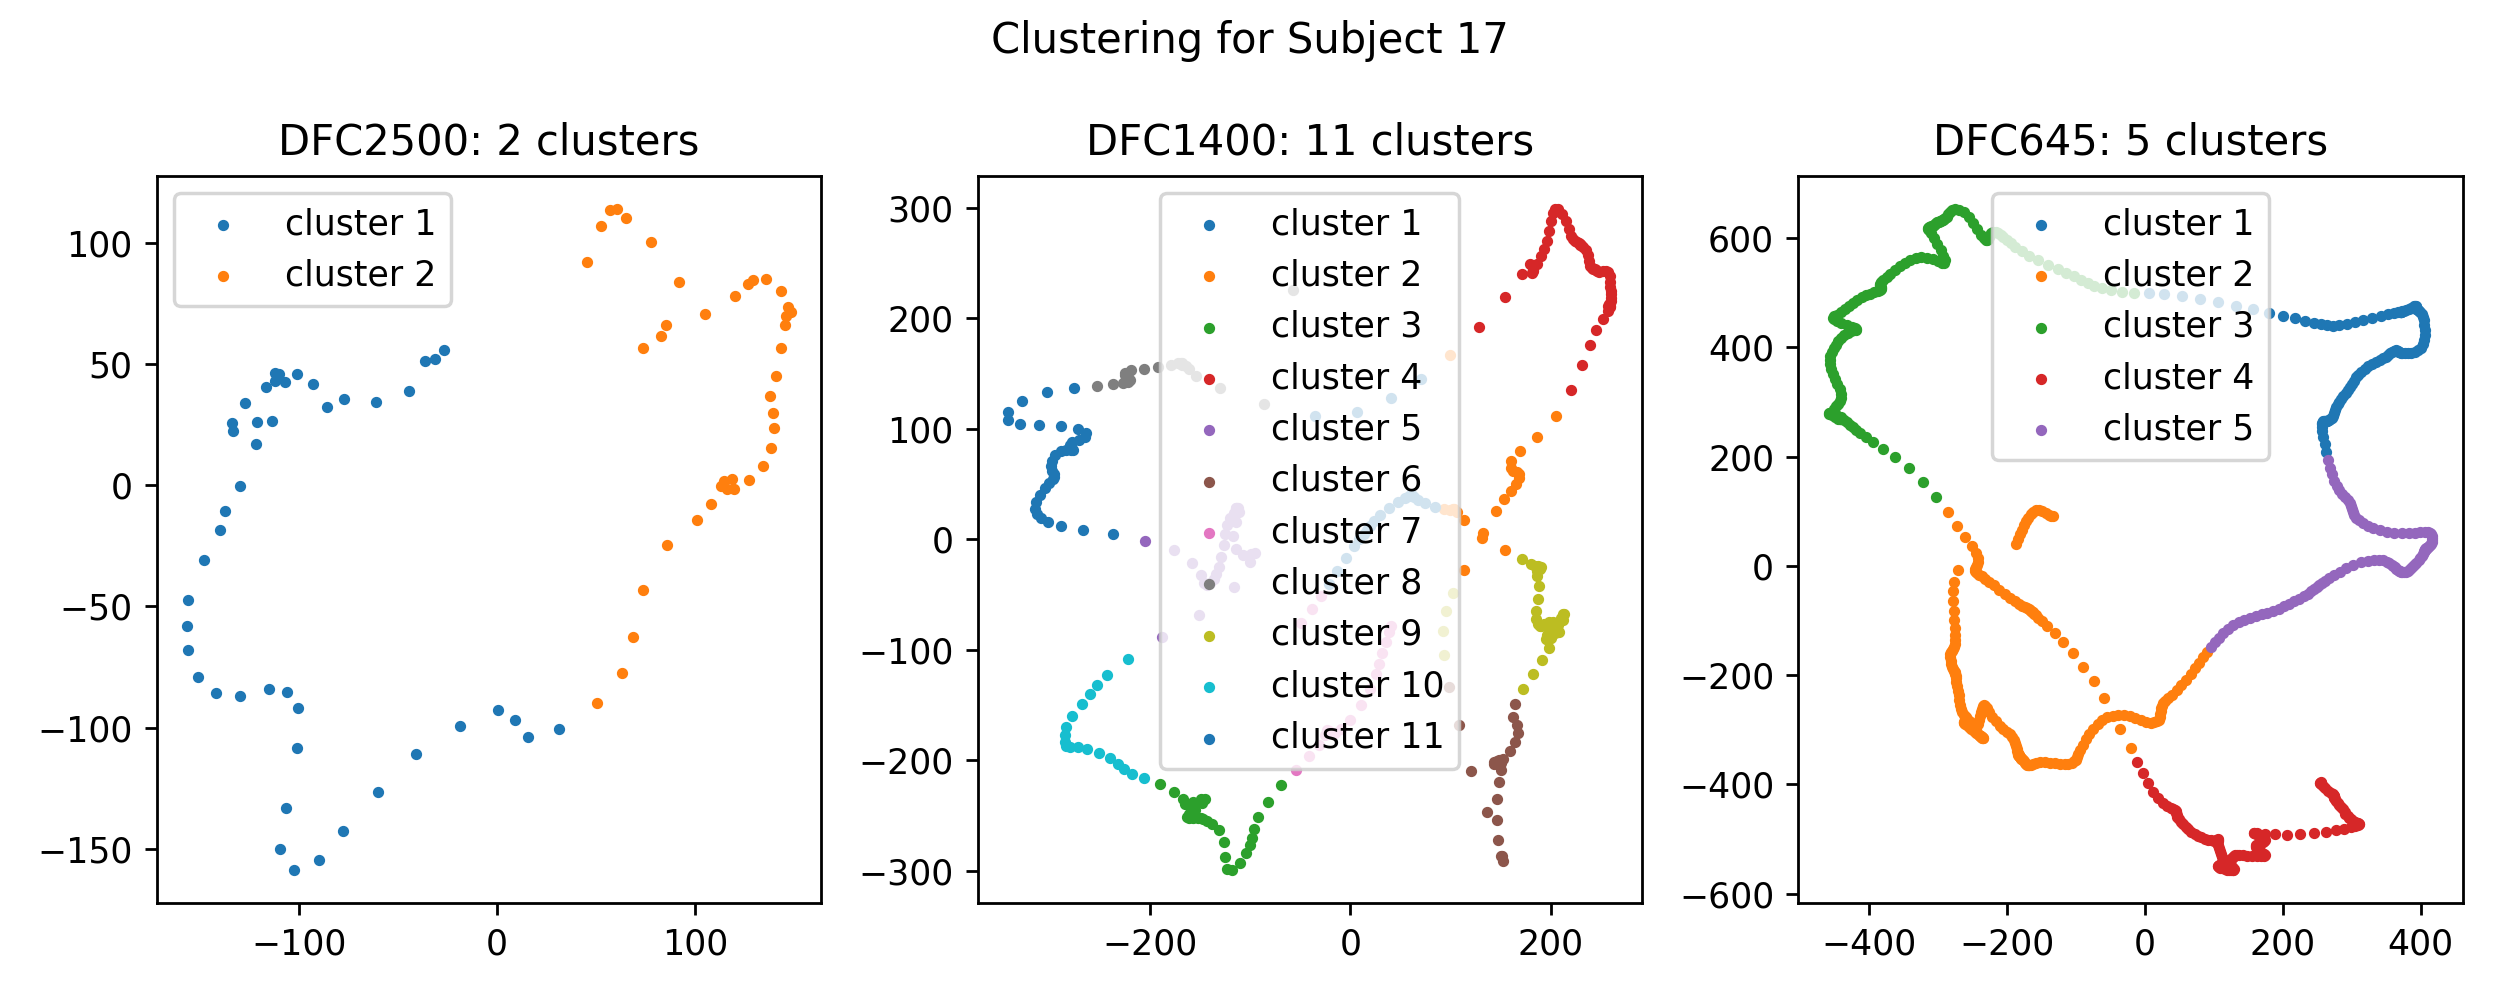 Clustering for Subject 17
DFC2500: 2 clusters
cluster 1
cluster 2
100
50
0
−50
−100
−150
−100
0
100
DFC1400: 11 clusters
cluster 1
cluster 2
cluster 3
cluster 4
cluster 5
cluster 6
cluster 7
cluster 8
cluster 9
cluster 10
cluster 11
300
200
100
0
−100
−200
−300
−200
0
200
DFC645: 5 clusters
cluster 1
cluster 2
cluster 3
cluster 4
cluster 5
600
400
200
0
−200
−400
−600
−400
−200
0
200
400